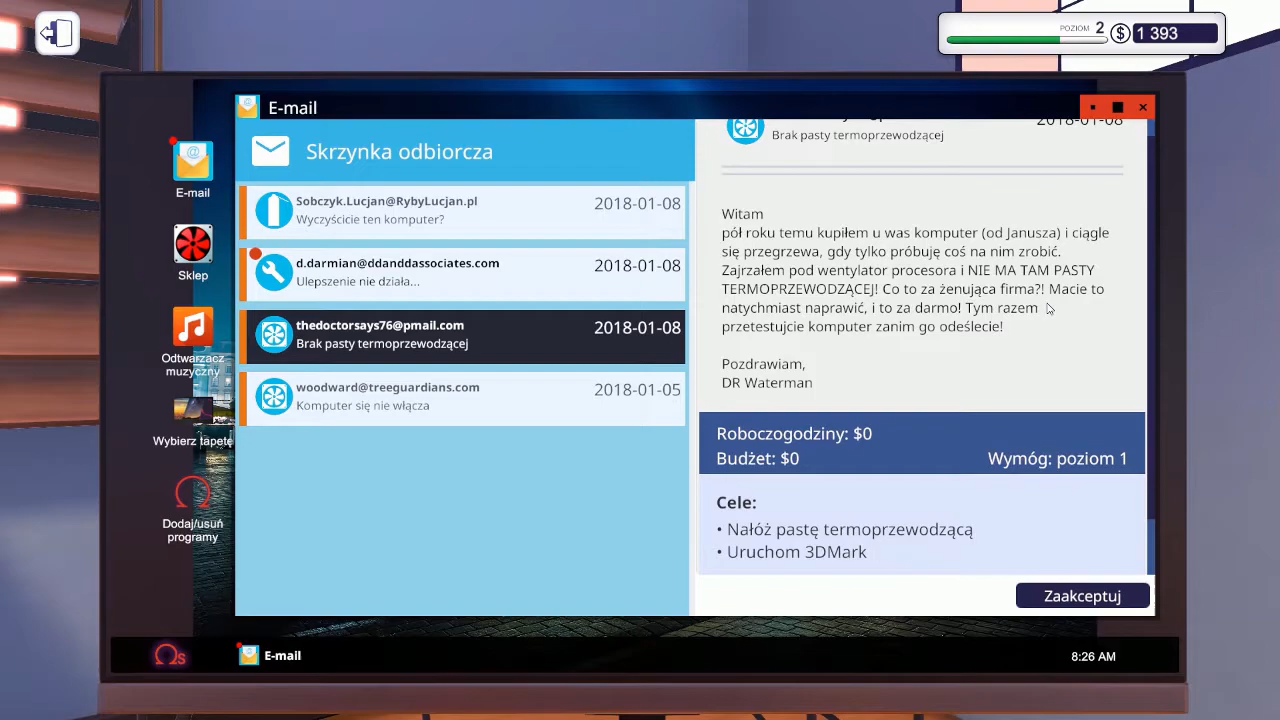 POZIOM 2 $ 1 393
E-mail
Skrzynka odbiorcza
Sobczyk.Lucjan@RybyLucjan.pl 2018-01-08
Wyczyścicie ten komputer?
d.darmian@ddanddassociates.com 2018-01-08
Ulepszenie nie działa...
thedoctorsays76@pmail.com 2018-01-08
Brak pasty termoprzewodzącej
woodward@treeguardians.com 2018-01-05
Komputer się nie włącza
2018-01-08
Brak pasty termoprzewodzącej
Witam
pół roku temu kupiłem u was komputer (od Janusza) i ciągle
się przegrzewa, gdy tylko próbuję coś na nim zrobić.
Zajrzałem pod wentylator procesora i NIE MA TAM PASTY
TERMOPRZEWODZĄCEJ! Co to za żenująca firma?! Macie to
natychmiast naprawić, i to za darmo! Tym razem
przetestujcie komputer zanim go odeślecie!
Pozdrawiam,
DR Waterman
Roboczogodziny: $0
Budżet: $0 Wymóg: poziom 1
Cele:
• Nałóż pastę termoprzewodzącą
• Uruchom 3DMark
Zaakceptuj
E-mail
Sklep
Odtwarzacz
muzyczny
Wybierz tapetę
Dodaj/usuń
programy
Ωs E-mail 8:26 AM